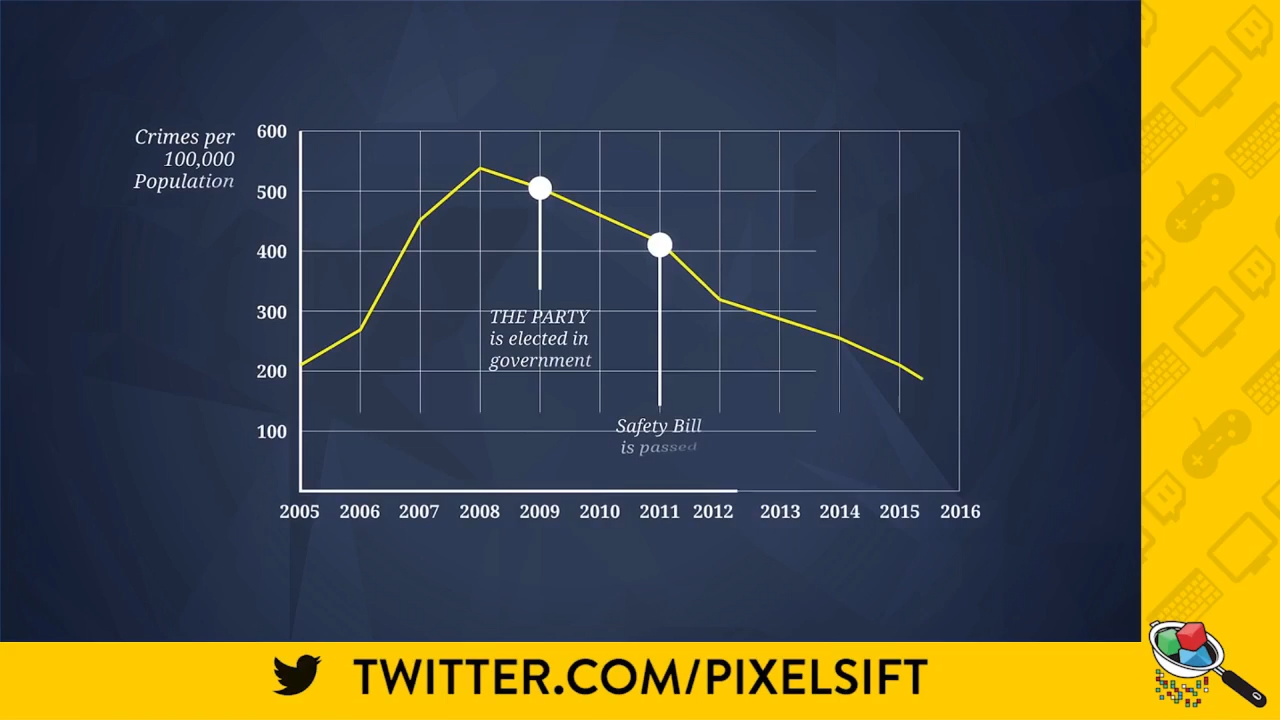 Crimes per
100,000
Population
600
500
400
300
200
100
THE PARTY
is elected in
government
Safety Bill
is passed
2005 2006 2007 2008 2009 2010 2011 2012 2013 2014 2015 2016
TWITTER.COM/PIXELSIFT